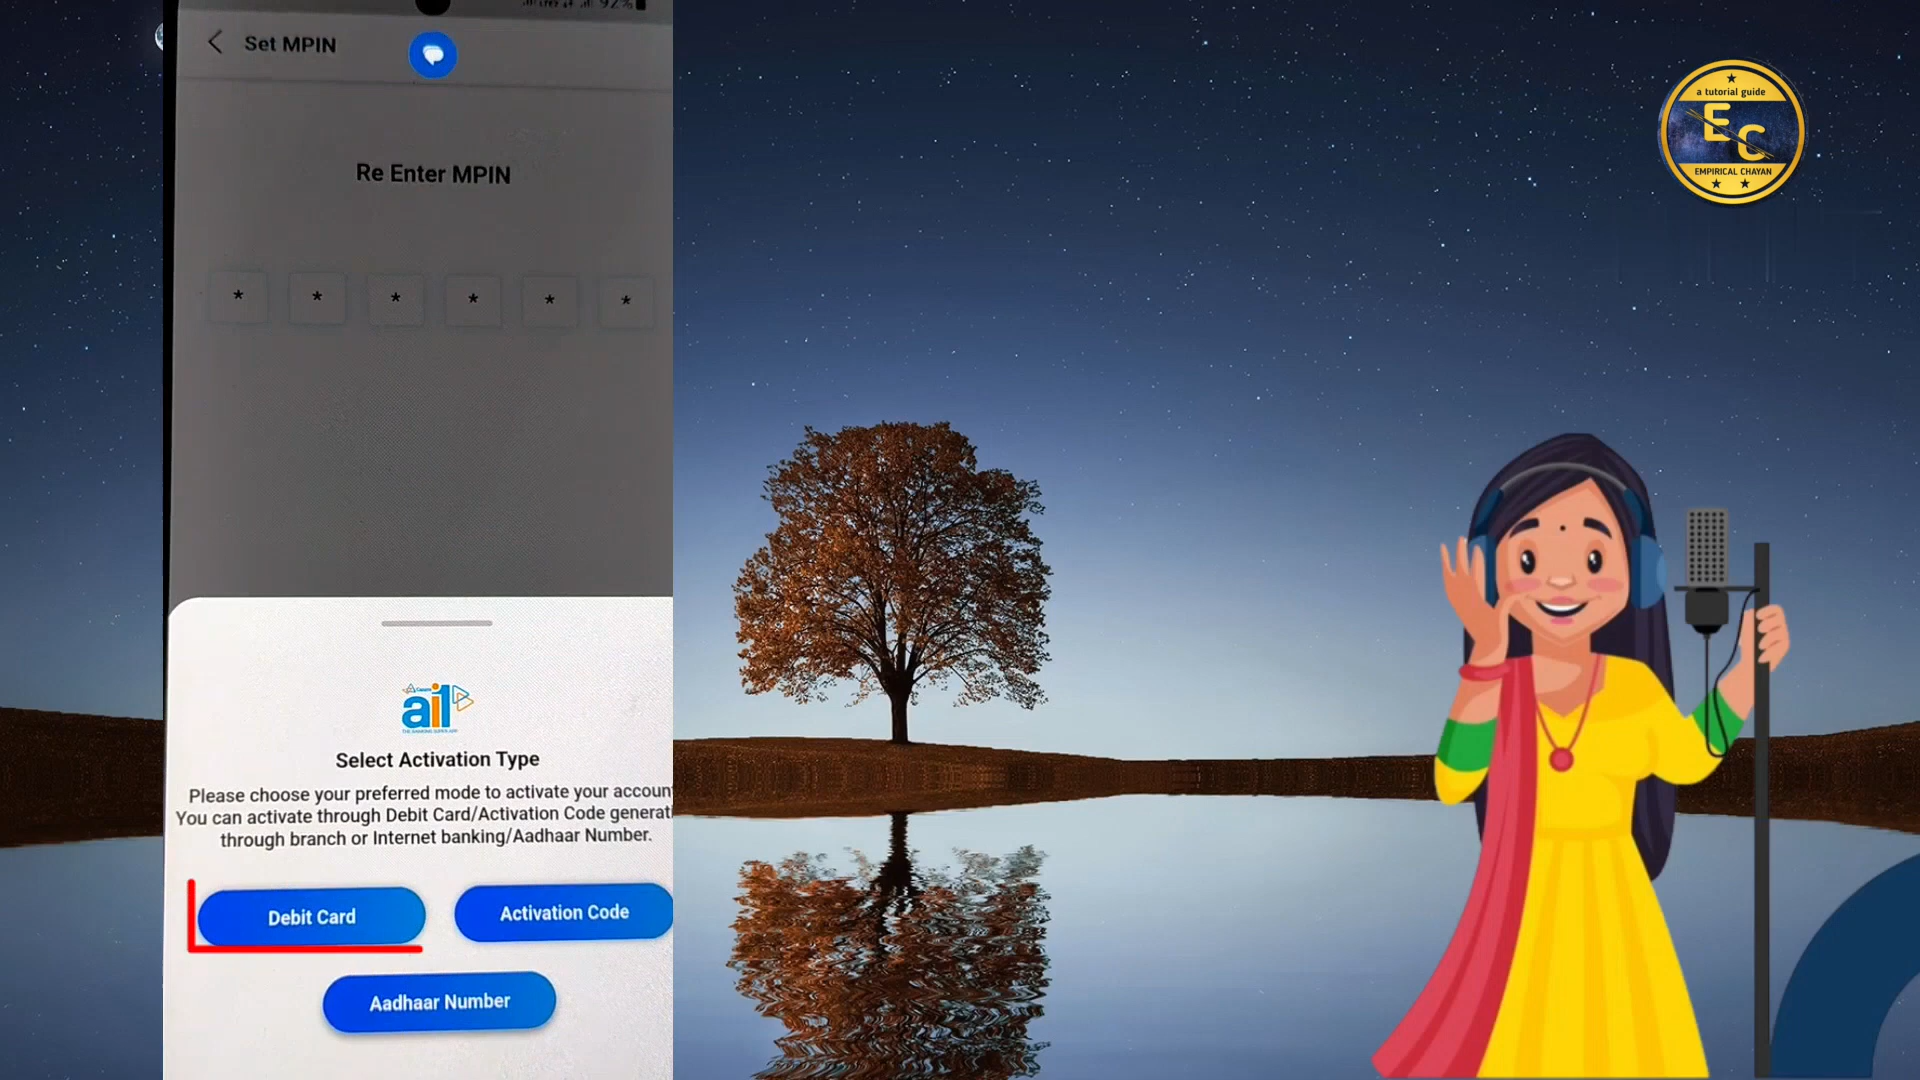 92%
Set MPIN
Re Enter MPIN
* * * * * *
ai1
Select Activation Type
Please choose your preferred mode to activate your accoun
You can activate through Debit Card/Activation Code generat
through branch or Internet banking/Aadhaar Number.
Debit Card
Activation Code
Aadhaar Number
a tutorial guide
E C
EMPIRICAL CHAYAN